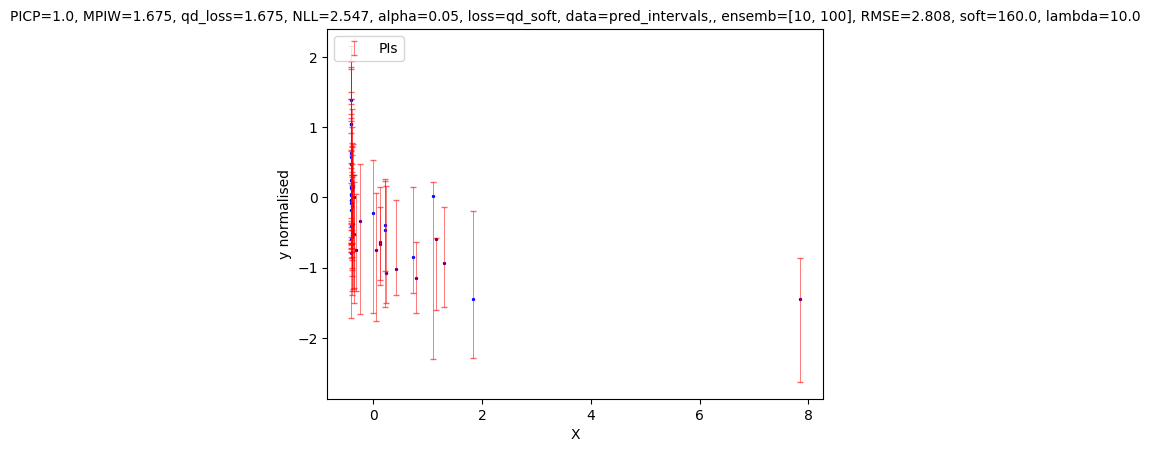 PICP=1.0, MPIW=1.675, qd_loss=1.675, NLL=2.547, alpha=0.05, loss=qd_soft, data=pred_intervals,, ensemb=[10, 100], RMSE=2.808, soft=160.0, lambda=10.0
PIs
2
1
0
−1
−2
y normalised
0 2 4 6 8
X